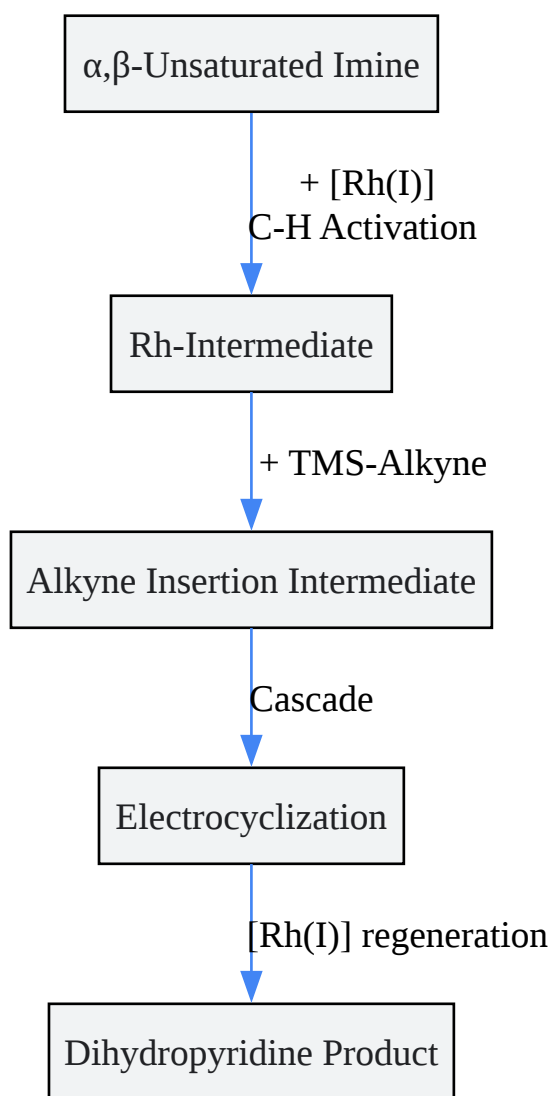 α,β-Unsaturated Imine
+ [Rh(I)]
C-H Activation
Rh-Intermediate
+ TMS-Alkyne
Alkyne Insertion Intermediate
Cascade
Electrocyclization
[Rh(I)] regeneration
Dihydropyridine Product